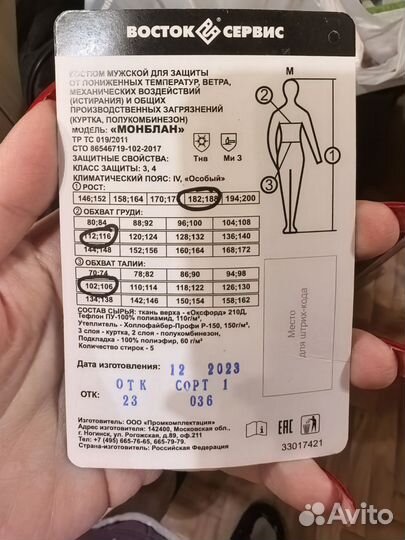 ВОСТОК СЕРВИС
КОСТЮМ МУЖСКОЙ ДЛЯ ЗАЩИТЫ
ОТ ПОНИЖЕННЫХ ТЕМПЕРАТУР, ВЕТРА,
МЕХАНИЧЕСКИХ ВОЗДЕЙСТВИЙ
(ИСТИРАНИЯ) И ОБЩИХ
ПРОИЗВОДСТВЕННЫХ ЗАГРЯЗНЕНИЙ
(КУРТКА, ПОЛУКОМБИНЕЗОН)
МОДЕЛЬ: «МОНБЛАН»
ТР ТС 019/2011
СТО 86546719-102-2017
ЗАЩИТНЫЕ СВОЙСТВА:
Тнв Ми З
КЛАСС ЗАЩИТЫ: 3, 4
КЛИМАТИЧЕСКИЙ ПОЯС: IV, «Особый»
М
1
2
3
1 РОСТ:
146;152 158;164 170;17 182;188 194;200
2 ОБХВАТ ГРУДИ:
80;84 88;92 96;100 104;108
112;116 120;124 128;132 136;140
144;148 152;156 160;164 168;172
3 ОБХВАТ ТАЛИИ:
70;74 78;82 86;90 94;98
102;106 110;114 118;122 126;130
134;138 142;146 150;154 158;162
СОСТАВ СЫРЬЯ: ткань верха - «Оксфорд» 210Д,
Тефлон ПУ-100% полиамид, 110г/м²,
Утеплитель - Холлофайбер-Профи Р-150, 150г/м²,
3 слоя - куртка, 2 слоя - полукомбинезон,
Подкладка - 100% полиэфир, 60 г/м²
Количество стирок - 5
Место
для штрих-кода
Дата изготовления: 12 2023
ОТК СОРТ 1
ОТК: 23 036
Изготовитель: ООО «Промкомплектация»
Адрес изготовителя: 142400, Московская обл.,
г. Ногинск, ул. Рогожская, д.89, оф.211
Тел: +7 (495) 665-76-65, 665-79-79.
Страна-изготовитель: Российская Федерация
EAC
33017421
Avito